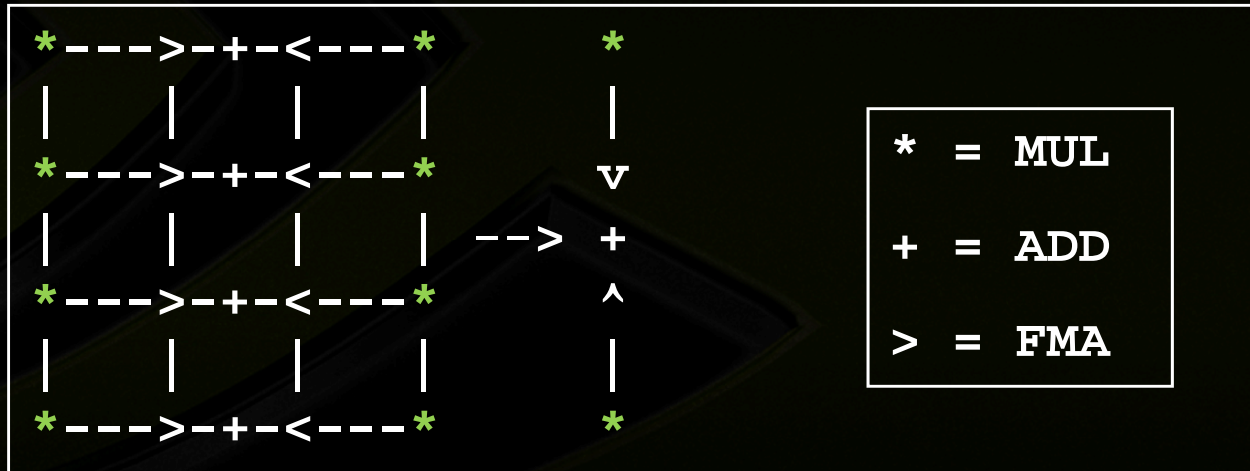 *--->-+-<---* *
| | | | |
*--->-+-<---* v
| | | | --> +
*--->-+-<---* ^
| | | | |
*--->-+-<---* *
* = MUL
+ = ADD
> = FMA